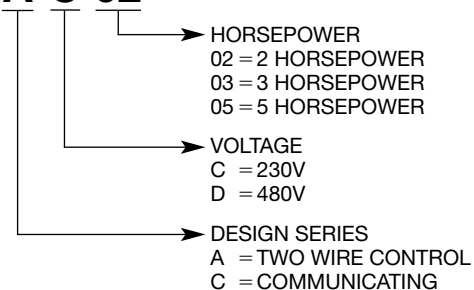 HORSEPOWER
02 = 2 HORSEPOWER
03 = 3 HORSEPOWER
05 = 5 HORSEPOWER
VOLTAGE
C = 230V
D = 480V
DESIGN SERIES
A = TWO WIRE CONTROL
C = COMMUNICATING